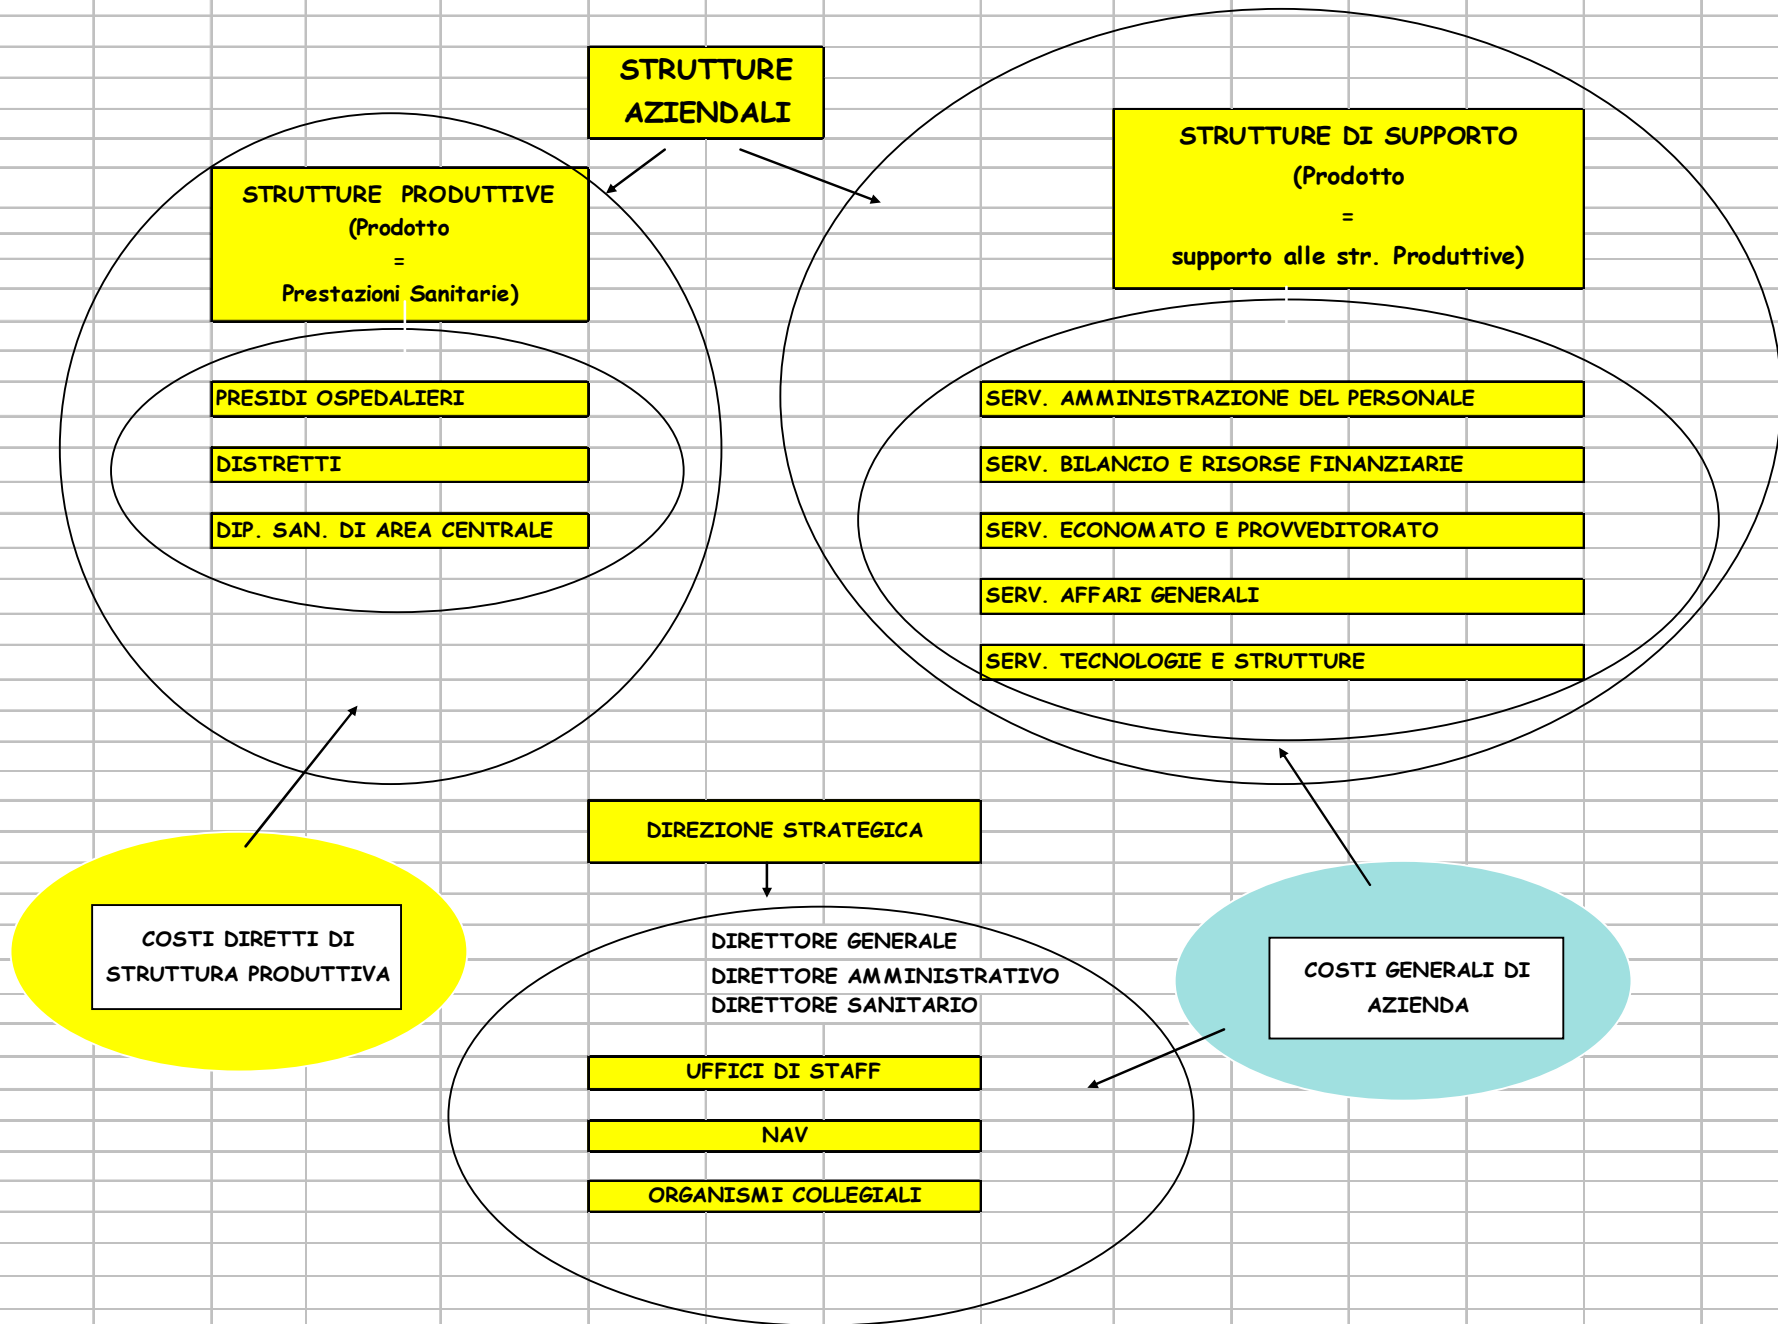 STRUTTURE
AZIENDALI
STRUTTURE PRODUTTIVE
(Prodotto
=
Prestazioni Sanitarie)
PRESIDI OSPEDALIERI
DISTRETTI
DIP. SAN. DI AREA CENTRALE
STRUTTURE DI SUPPORTO
(Prodotto
=
supporto alle str. Produttive)
SERV. AMMINISTRAZIONE DEL PERSONALE
SERV. BILANCIO E RISORSE FINANZIARIE
SERV. ECONOMATO E PROVVEDITORATO
SERV. AFFARI GENERALI
SERV. TECNOLOGIE E STRUTTURE
COSTI DIRETTI DI
STRUTTURA PRODUTTIVA
DIREZIONE STRATEGICA
DIRETTORE GENERALE
DIRETTORE AMMINISTRATIVO
DIRETTORE SANITARIO
UFFICI DI STAFF
NAV
ORGANISMI COLLEGIALI
COSTI GENERALI DI
AZIENDA